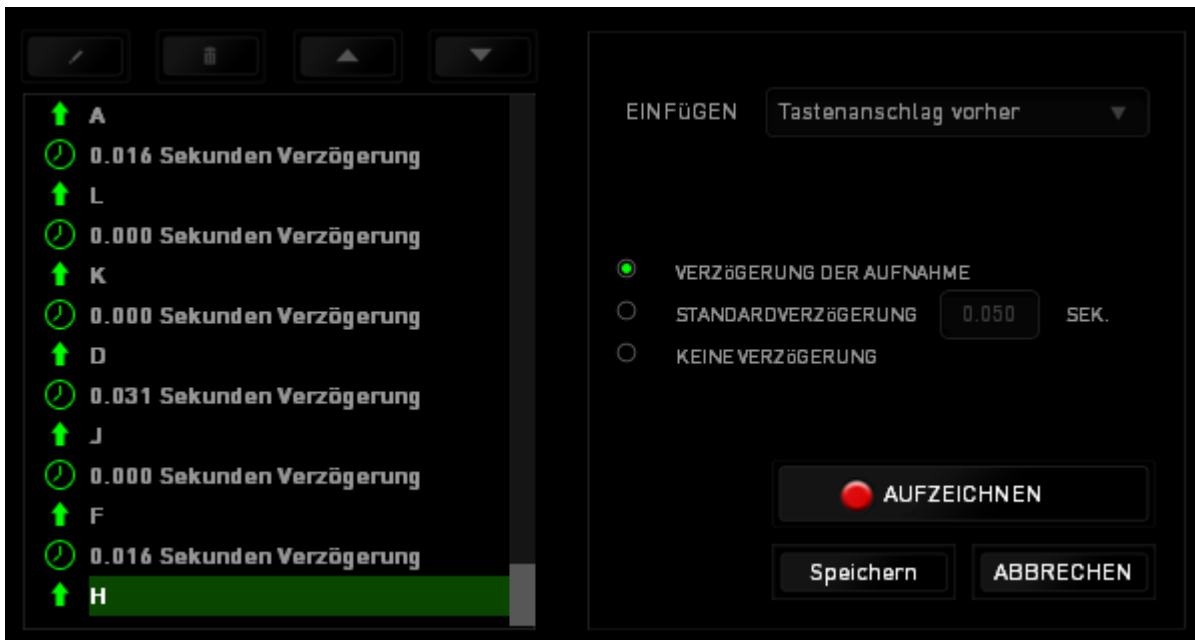 A
0.016 Sekunden Verzögerung
L
0.000 Sekunden Verzögerung
K
0.000 Sekunden Verzögerung
D
0.031 Sekunden Verzögerung
J
0.000 Sekunden Verzögerung
F
0.016 Sekunden Verzögerung
H
EINFüGEN Tastenanschlag vorher
VERZöGERUNG DER AUFNAHME
STANDARDVERZöGERUNG 0.050 SEK.
KEINE VERZöGERUNG
AUFZEICHNEN
Speichern ABBRECHEN